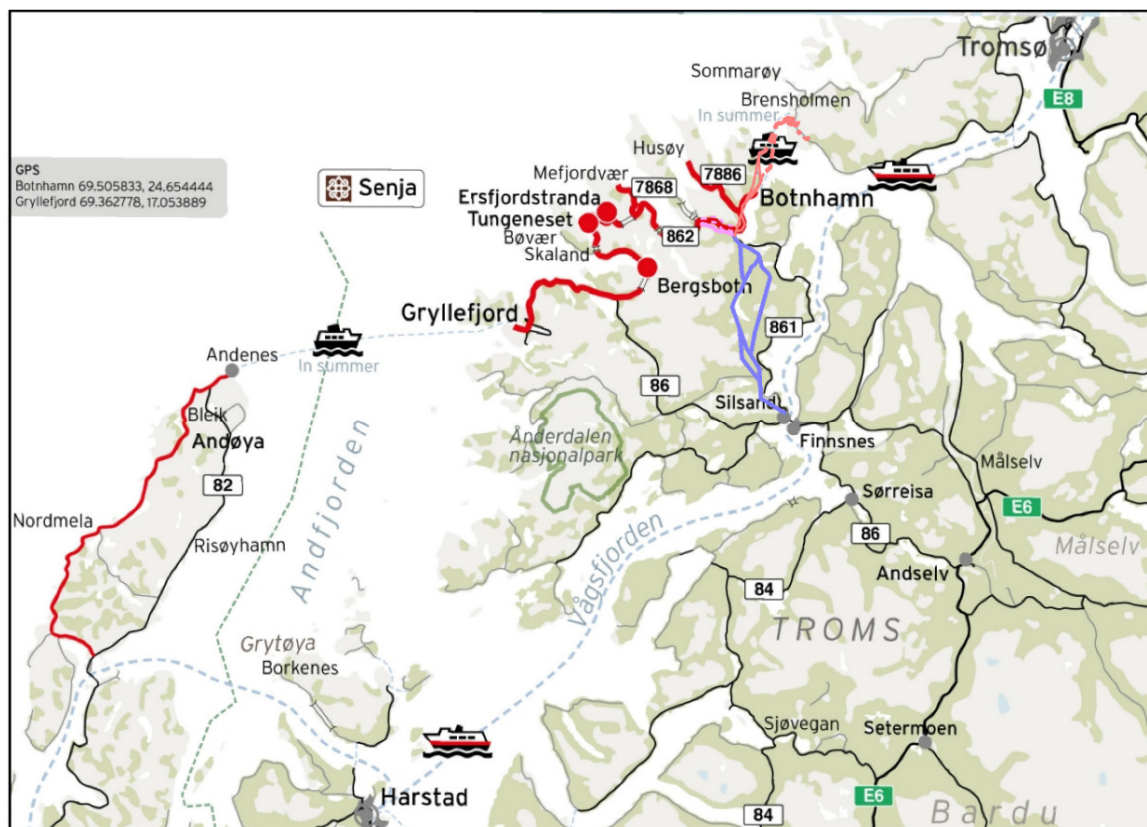 Tromsø
Sommarøy
E8
Brensholmen
In summer
Husøy
GPS
Botnhamn 69.505833, 24.654444
Gryllefjord 69.362778, 17.053889
Senja
Mefjordvær
7868
7886
Botnhamn
Ersfjordstranda
Tungeneset
862
Bøvær
Skaland
Bergsbotn
Gryllefjord
861
Andenes
In summer
86
Silsand
Bleik
Andøya
Finnsnes
Ånderdalen
nasjonalpark
Målselv
82
Andfjorden
Sørreisa
E6
Nordmela
Risøyhamn
86
Målselv
Vågsfjorden
Andselv
84
TROMS
Grytøya
Borkenes
Sjøvegan
Setermoen
Harstad
E6
Bardu
84